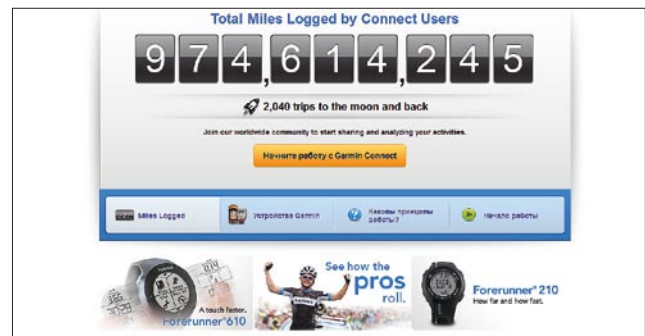 Total Miles Logged by Connect Users
974,614,245
2,040 trips to the moon and back
Join our worldwide community to start sharing and analyzing your activities.
Начните работу с Garmin Connect
Miles Logged
Устройства Garmin
Каковы принципы
работы?
Начало работы
A touch faster.
Forerunner®610
See how the
pros
roll.
Forerunner®210
How far and how fast.